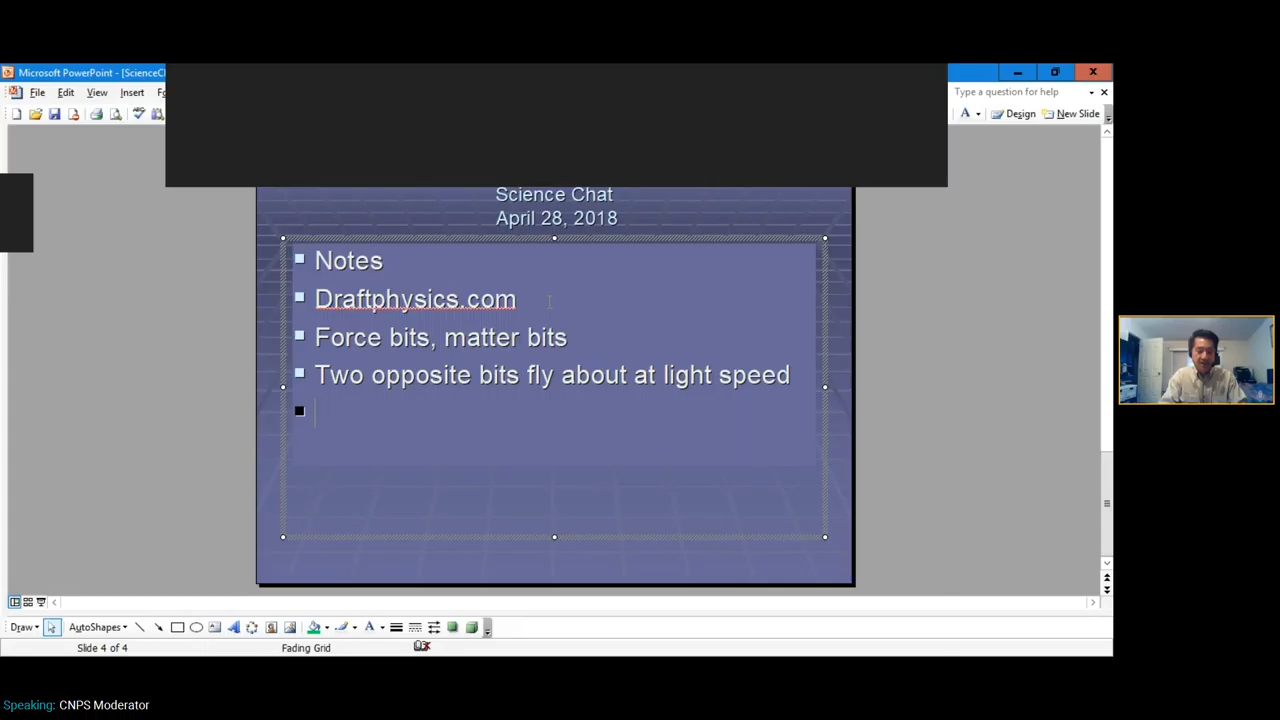 Microsoft PowerPoint - [ScienceCh
File Edit View Insert Fo
Type a question for help
Design New Slide
Science Chat
April 28, 2018
Notes
Draftphysics.com
Force bits, matter bits
Two opposite bits fly about at light speed
Draw AutoShapes
Slide 4 of 4 Fading Grid
Speaking: CNPS Moderator